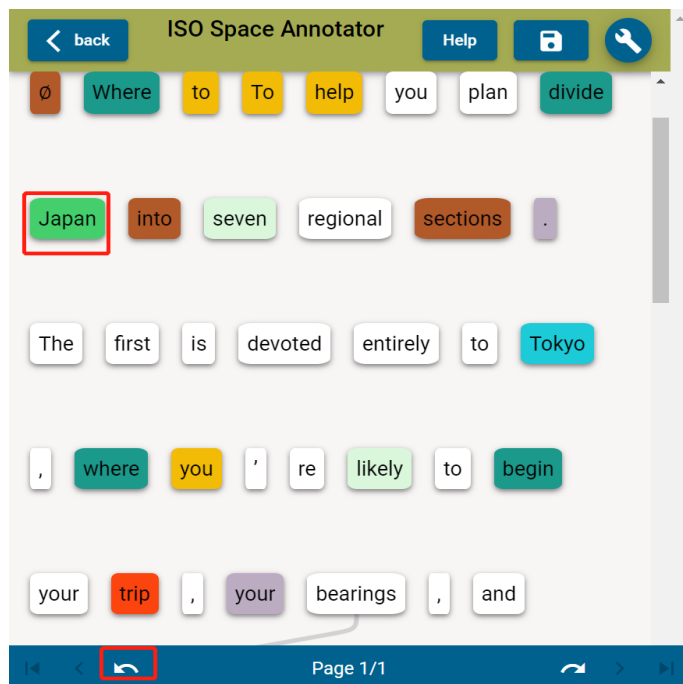 back ISO Space Annotator Help
ø Where to To help you plan divide
Japan into seven regional sections .
The first is devoted entirely to Tokyo
, where you ’ re likely to begin
your trip , your bearings , and
Page 1/1